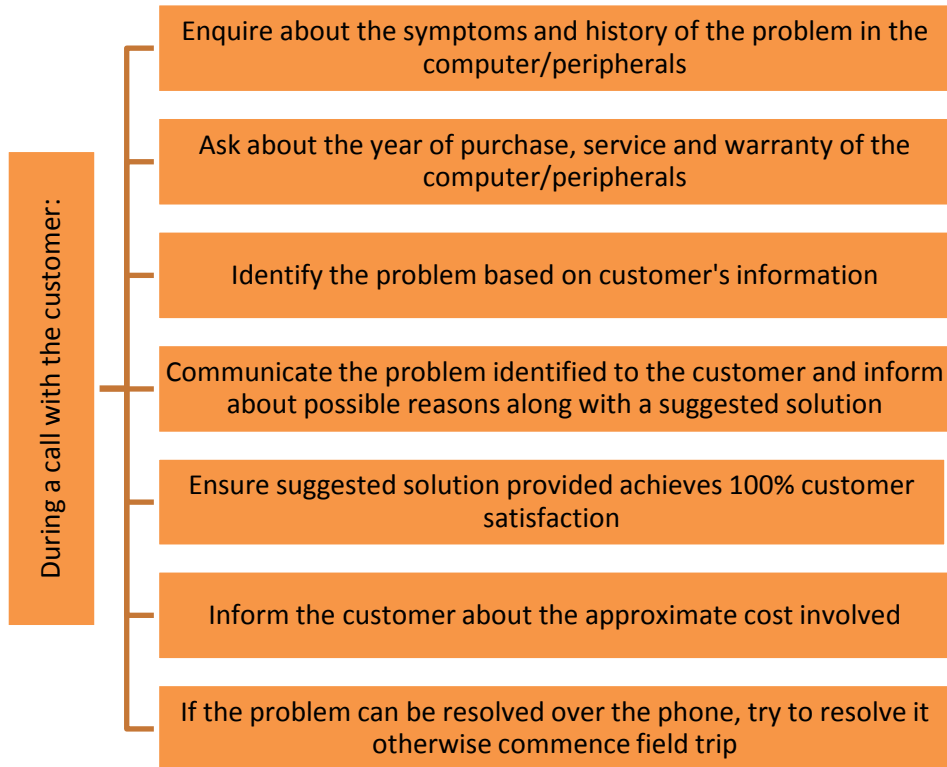 During a call with the customer:
Enquire about the symptoms and history of the problem in the
computer/peripherals
Ask about the year of purchase, service and warranty of the
computer/peripherals
Identify the problem based on customer's information
Communicate the problem identified to the customer and inform
about possible reasons along with a suggested solution
Ensure suggested solution provided achieves 100% customer
satisfaction
Inform the customer about the approximate cost involved
If the problem can be resolved over the phone, try to resolve it
otherwise commence field trip